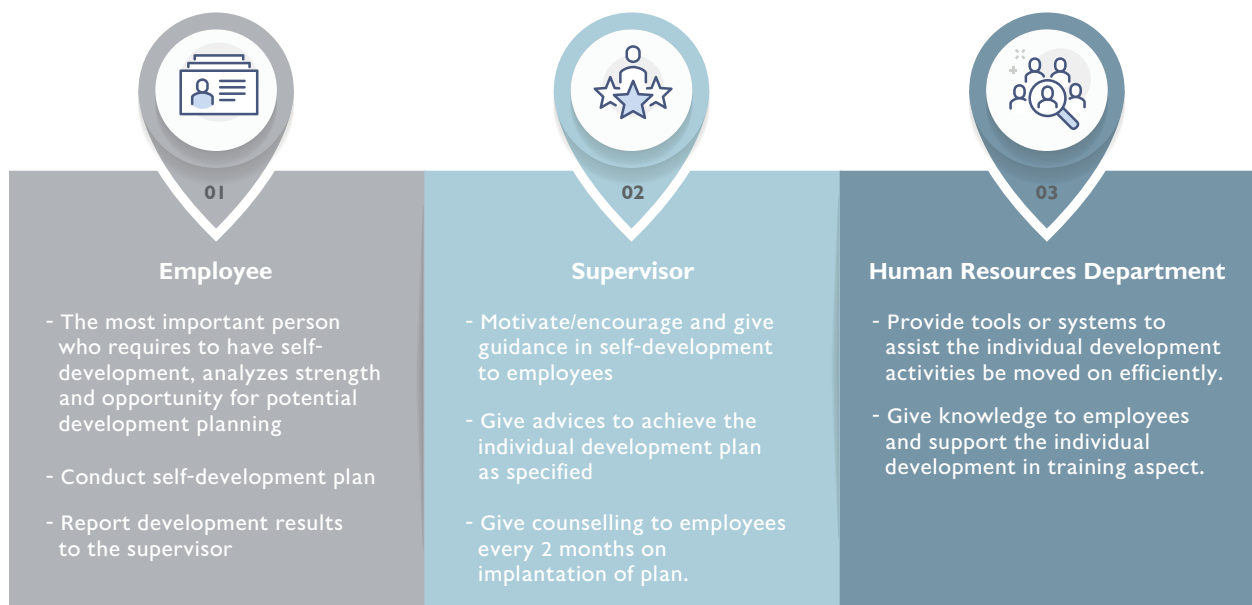 01
Employee
- The most important person
who requires to have self-
development, analyzes strength
and opportunity for potential
development planning
- Conduct self-development plan
- Report development results
to the supervisor
02
Supervisor
- Motivate/encourage and give
guidance in self-development
to employees
- Give advices to achieve the
individual development plan
as specified
- Give counselling to employees
every 2 months on
implantation of plan.
03
Human Resources Department
- Provide tools or systems to
assist the individual development
activities be moved on efficiently.
- Give knowledge to employees
and support the individual
development in training aspect.